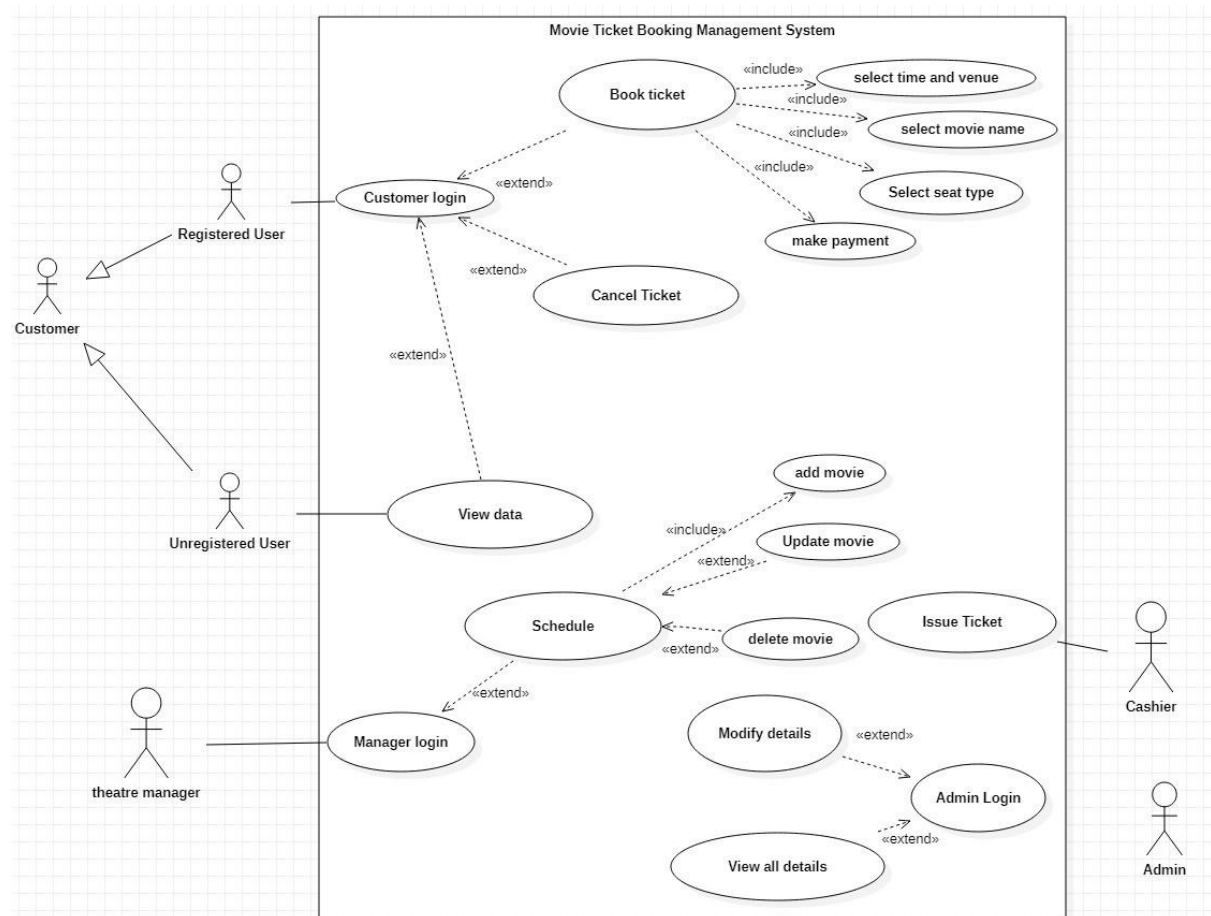 Movie Ticket Booking Management System
«include»
select time and venue
Book ticket
«include»
select movie name
«include»
«include»
«extend»
Select seat type
Customer login
Registered User
make payment
«extend»
Cancel Ticket
Customer
«extend»
add movie
View data
«include»
Unregistered User
Update movie
«extend»
Schedule
Issue Ticket
delete movie
«extend»
«extend»
Cashier
Modify details
«extend»
Manager login
theatre manager
Admin Login
«extend»
View all details
Admin